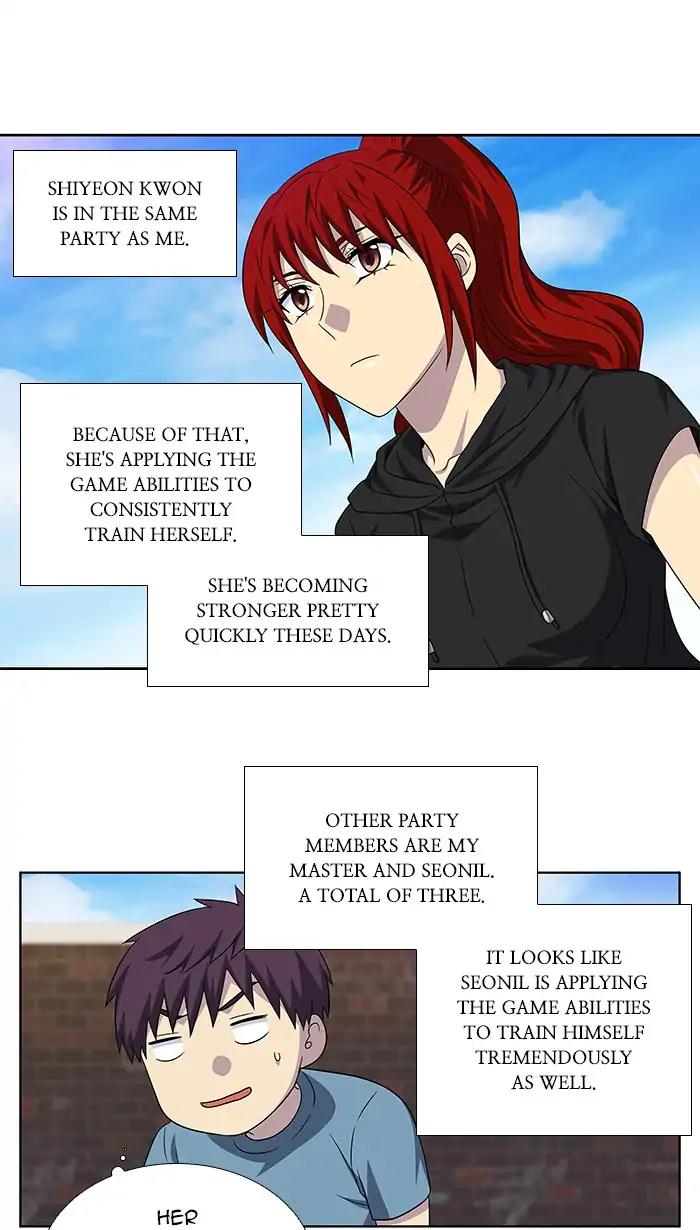 SHIYEON KWON
IS IN THE SAME
PARTY AS ME.
BECAUSE OF THAT,
SHE'S APPLYING THE
GAME ABILITIES TO
CONSISTENTLY
TRAIN HERSELF.
SHE'S BECOMING
STRONGER PRETTY
QUICKLY THESE DAYS.
OTHER PARTY
MEMBERS ARE MY
MASTER AND SEONIL.
A TOTAL OF THREE.
IT LOOKS LIKE
SEONIL IS APPLYING
THE GAME ABILITIES
TO TRAIN HIMSELF
TREMENDOUSLY
AS WELL.
HER